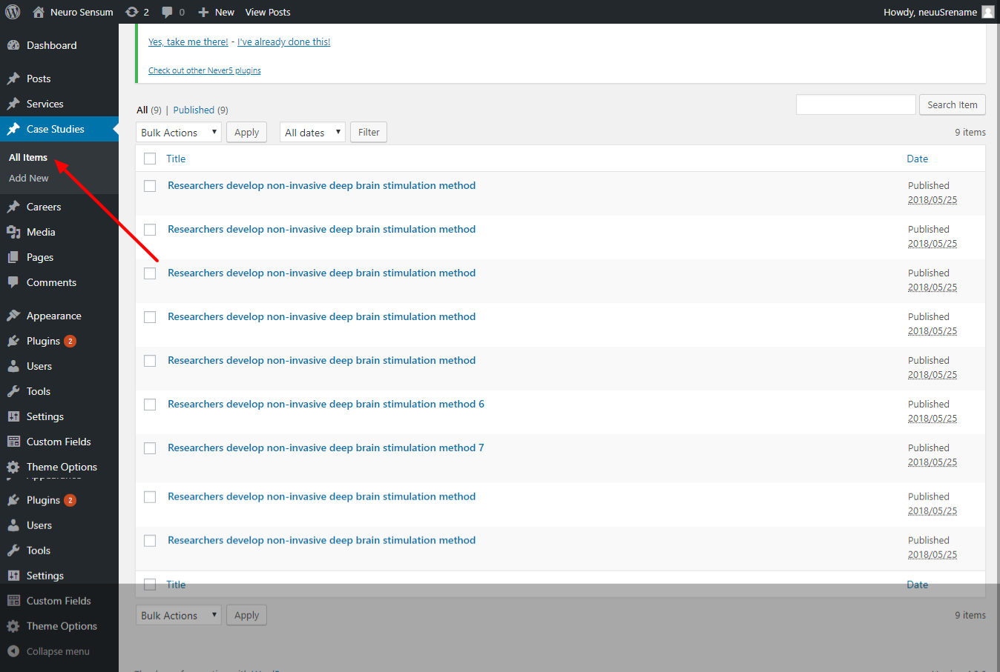 Neuro Sensum 2 0 New View Posts Howdy, neuuSrename
Dashboard
Posts
Services
Case Studies
All Items
Add New
Careers
Media
Pages
Comments
Appearance
Plugins 2
Users
Tools
Settings
Custom Fields
Theme Options
Plugins 2
Users
Tools
Settings
Custom Fields
Theme Options
Collapse menu
Yes, take me there! - I've already done this!
Check out other Never5 plugins
All (9) | Published (9)
Search Item
Bulk Actions Apply All dates Filter 9 items
Title Date
Researchers develop non-invasive deep brain stimulation method Published
2018/05/25
Researchers develop non-invasive deep brain stimulation method Published
2018/05/25
Researchers develop non-invasive deep brain stimulation method Published
2018/05/25
Researchers develop non-invasive deep brain stimulation method Published
2018/05/25
Researchers develop non-invasive deep brain stimulation method Published
2018/05/25
Researchers develop non-invasive deep brain stimulation method 6 Published
2018/05/25
Researchers develop non-invasive deep brain stimulation method 7 Published
2018/05/25
Researchers develop non-invasive deep brain stimulation method Published
2018/05/25
Researchers develop non-invasive deep brain stimulation method Published
2018/05/25
Title Date
Bulk Actions Apply 9 items